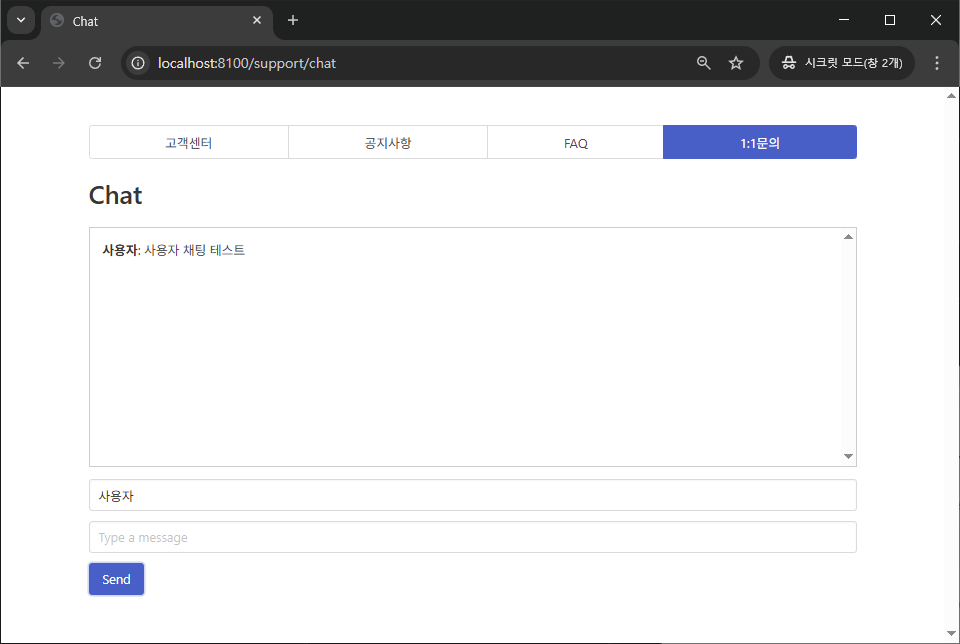 Chat
localhost:8100/support/chat
시크릿 모드(창 2개)
고객센터
공지사항
FAQ
1:1문의
Chat
사용자: 사용자 채팅 테스트
사용자
Type a message
Send